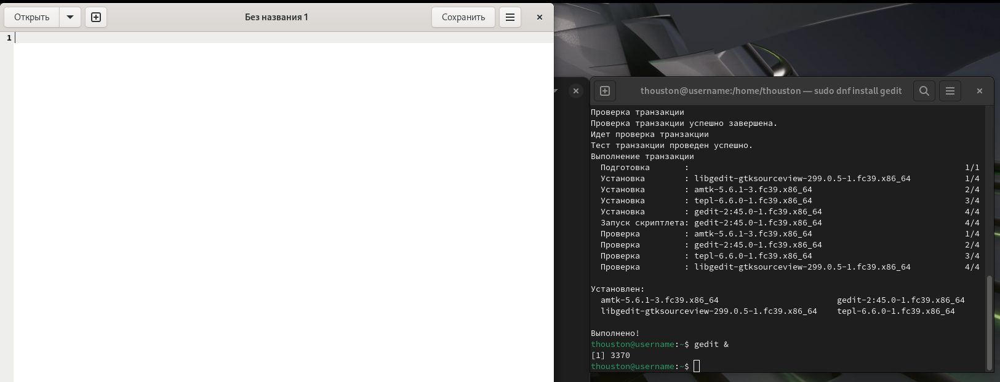 Открыть
Без названия 1
Сохранить
1
thouston@username:/home/thouston — sudo dnf install gedit
Проверка транзакции
Проверка транзакции успешно завершена.
Идет проверка транзакции
Тест транзакции проведен успешно.
Выполнение транзакции
Подготовка : 1/1
Установка : libgedit-gtksourceview-299.0.5-1.fc39.x86_64 1/4
Установка : amtk-5.6.1-3.fc39.x86_64 2/4
Установка : tepl-6.6.0-1.fc39.x86_64 3/4
Установка : gedit-2:45.0-1.fc39.x86_64 4/4
Запуск скриптлета: gedit-2:45.0-1.fc39.x86_64 4/4
Проверка : amtk-5.6.1-3.fc39.x86_64 1/4
Проверка : gedit-2:45.0-1.fc39.x86_64 2/4
Проверка : tepl-6.6.0-1.fc39.x86_64 3/4
Проверка : libgedit-gtksourceview-299.0.5-1.fc39.x86_64 4/4
Установлен:
amtk-5.6.1-3.fc39.x86_64 gedit-2:45.0-1.fc39.x86_64
libgedit-gtksourceview-299.0.5-1.fc39.x86_64 tepl-6.6.0-1.fc39.x86_64
Выполнено!
thouston@username:~$ gedit &
[1] 3370
thouston@username:~$